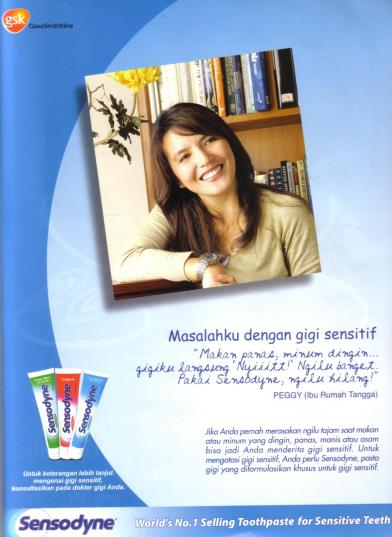 gsk GlaxoSmithKline
Masalahku dengan gigi sensitif
"Makan panas, minum dingin...
gigiku langsung 'Nyiiitt!' Ngilu banget.
Pakai Sensodyne, ngilu hilang!"
PEGGY (Ibu Rumah Tangga)
Sensodyne
Sensodyne
Sensodyne
Untuk keterangan lebih lanjut
mengenai gigi sensitif,
konsultasikan pada dokter gigi Anda.
Jika Anda pernah merasakan ngilu tajam saat makan
atau minum yang dingin, panas, manis atau asam
bisa jadi Anda menderita gigi sensitif. Untuk
mengatasi gigi sensitif, Anda perlu Sensodyne, pasta
gigi yang diformulasikan khusus untuk gigi sensitif.
Sensodyne
World's No.1 Selling Toothpaste for Sensitive Teeth